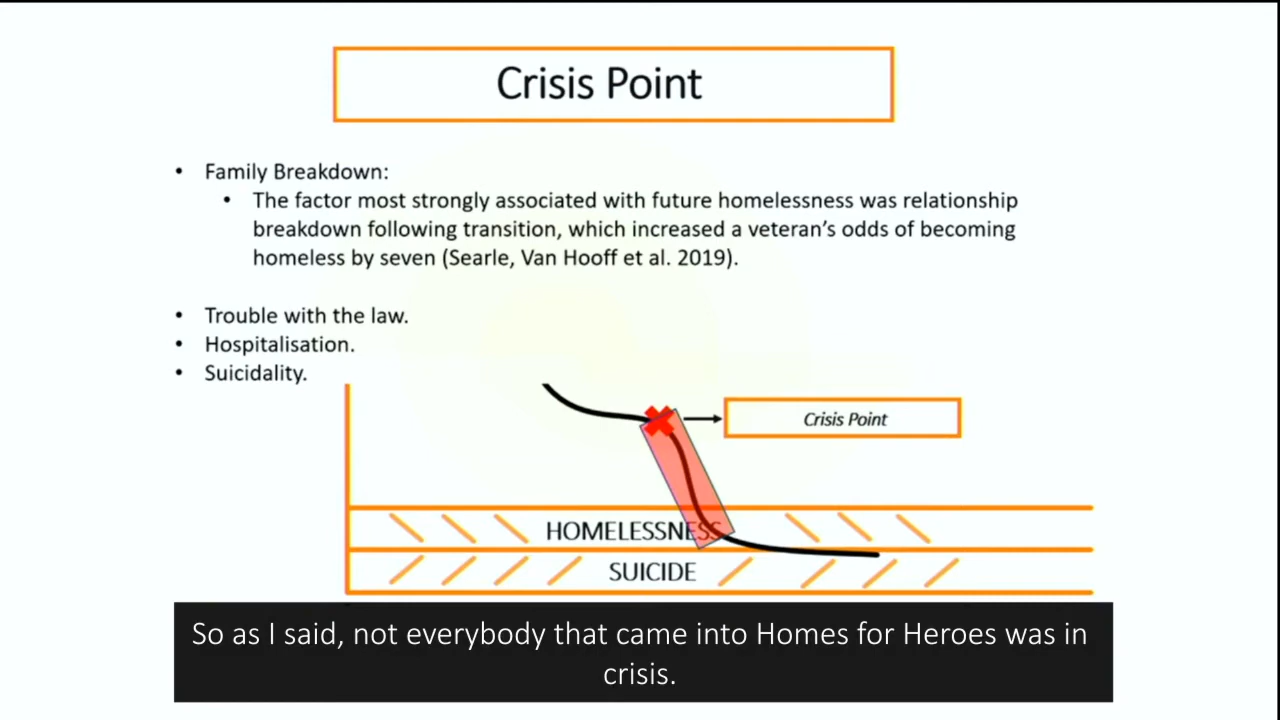 Crisis Point
• Family Breakdown:
• The factor most strongly associated with future homelessness was relationship
breakdown following transition, which increased a veteran’s odds of becoming
homeless by seven (Searle, Van Hooff et al. 2019).
• Trouble with the law.
• Hospitalisation.
• Suicidality.
Crisis Point
HOMELESSNESS
SUICIDE
So as I said, not everybody that came into Homes for Heroes was in
crisis.